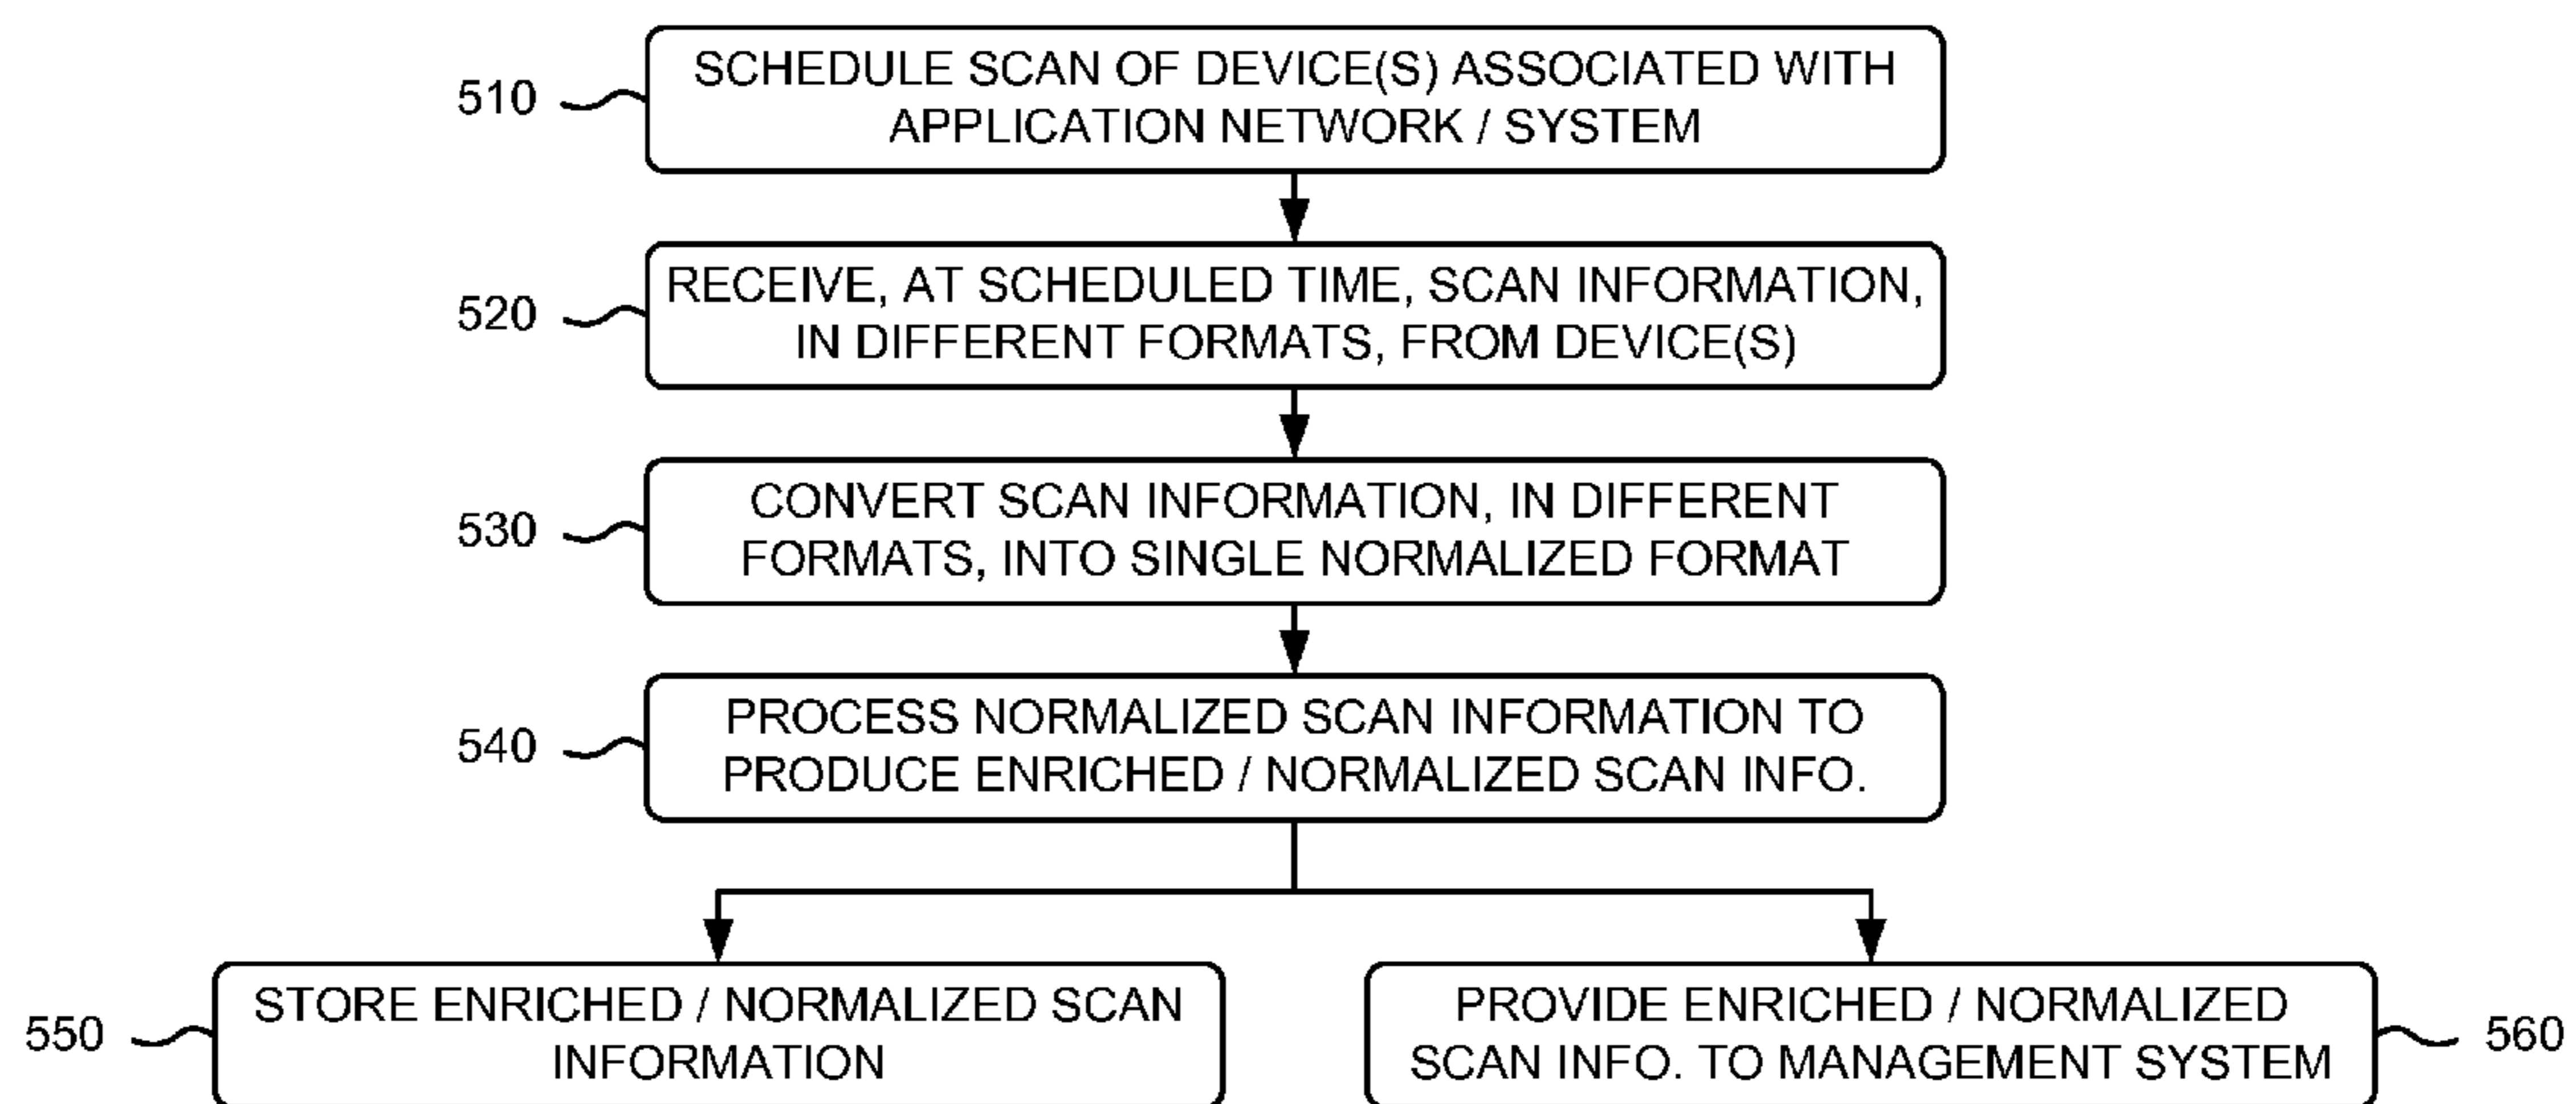 510
SCHEDULE SCAN OF DEVICE(S) ASSOCIATED WITH
APPLICATION NETWORK / SYSTEM
520
RECEIVE, AT SCHEDULED TIME, SCAN INFORMATION,
IN DIFFERENT FORMATS, FROM DEVICE(S)
530
CONVERT SCAN INFORMATION, IN DIFFERENT
FORMATS, INTO SINGLE NORMALIZED FORMAT
540
PROCESS NORMALIZED SCAN INFORMATION TO
PRODUCE ENRICHED / NORMALIZED SCAN INFO.
550
STORE ENRICHED / NORMALIZED SCAN
INFORMATION
PROVIDE ENRICHED / NORMALIZED
SCAN INFO. TO MANAGEMENT SYSTEM
560